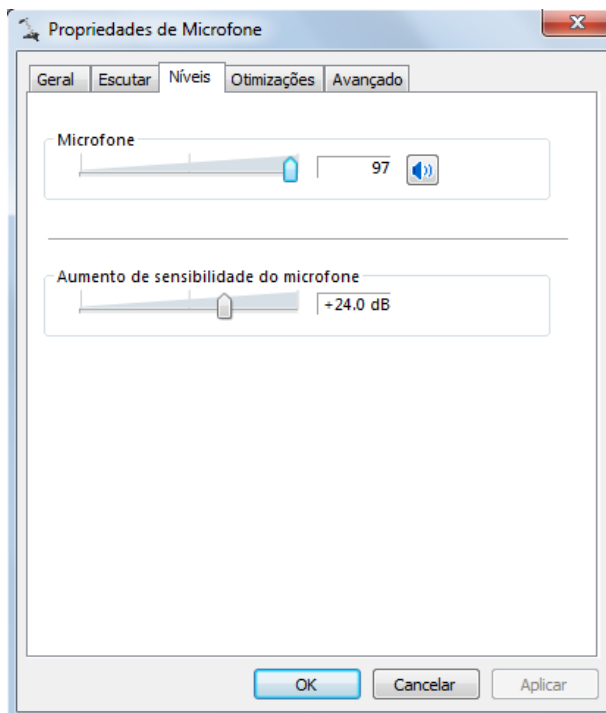 Propriedades de Microfone
Geral Escutar Níveis Otimizações Avançado
Microfone
97
Aumento de sensibilidade do microfone
+24.0 dB
OK Cancelar Aplicar